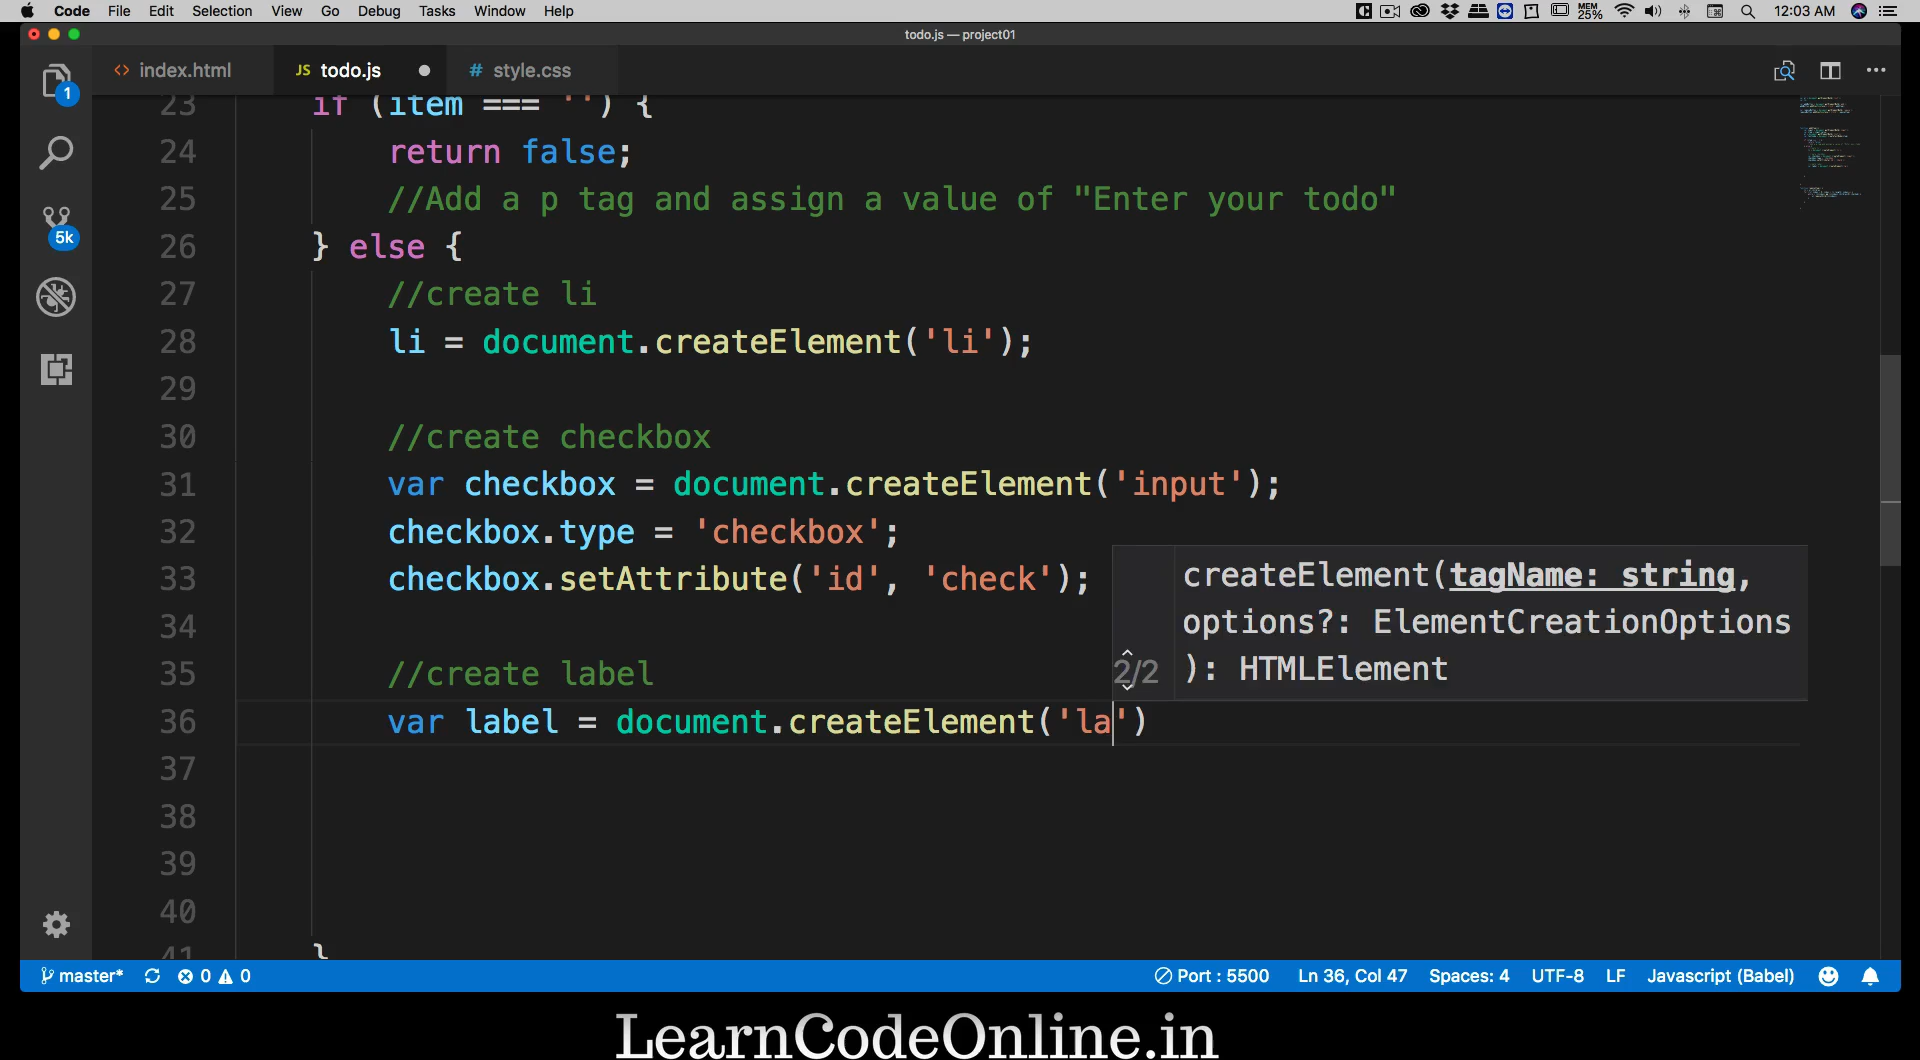 Code File Edit Selection View Go Debug Tasks Window Help MEM 25% 12:03 AM
todo.js — project01
<> index.html JS todo.js # style.css
1
5k
23 if (item === '') {
24 return false;
25 //Add a p tag and assign a value of "Enter your todo"
26 } else {
27 //create li
28 li = document.createElement('li');
29
30 //create checkbox
31 var checkbox = document.createElement('input');
32 checkbox.type = 'checkbox';
33 checkbox.setAttribute('id', 'check');
34
35 //create label
36 var label = document.createElement('la')
37
38
39
40
41 }
createElement(tagName: string,
options?: ElementCreationOptions
2/2 ): HTMLElement
master* 0 0 Port : 5500 Ln 36, Col 47 Spaces: 4 UTF-8 LF Javascript (Babel)
LearnCodeOnline.in